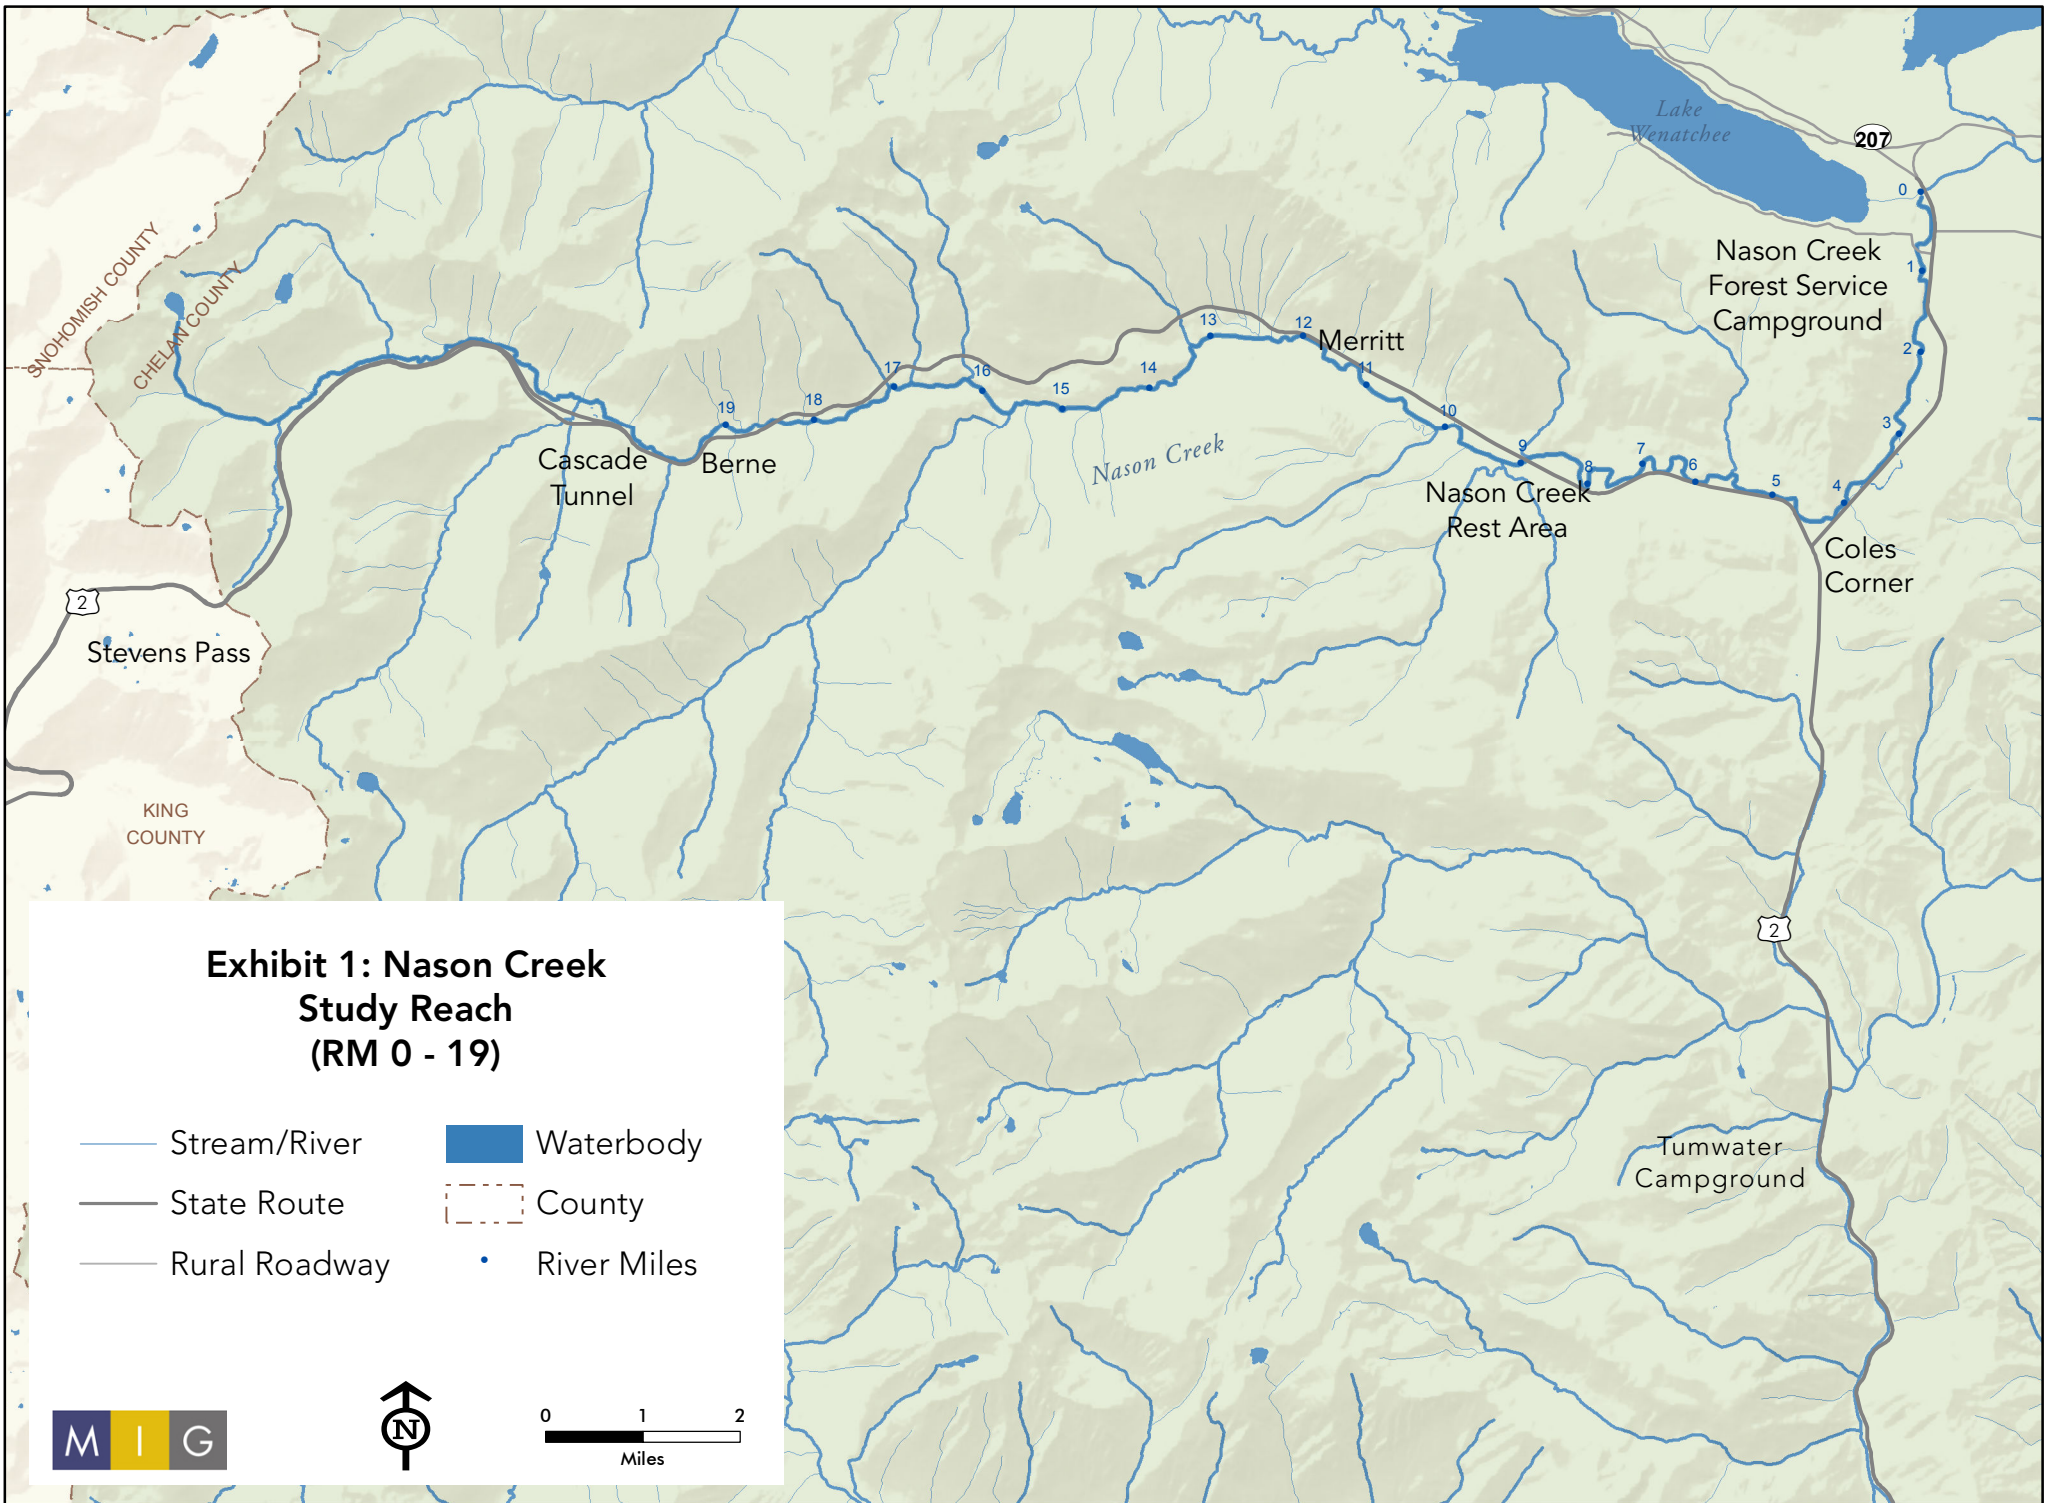 Lake
Wenatchee
207
0
Nason Creek
Forest Service
Campground
1
2
3
4
5
6
7
8
9
10
11
12
13
14
15
16
17
18
19
Merritt
SNOHOMISH COUNTY
CHELAN COUNTY
Cascade
Tunnel
Berne
Nason Creek
Nason Creek
Rest Area
Coles
Corner
2
Stevens Pass
KING
COUNTY
2
Tumwater
Campground
Exhibit 1: Nason Creek
Study Reach
(RM 0 - 19)
Stream/River
Waterbody
State Route
County
Rural Roadway
River Miles
MIG
N
0 1 2
Miles